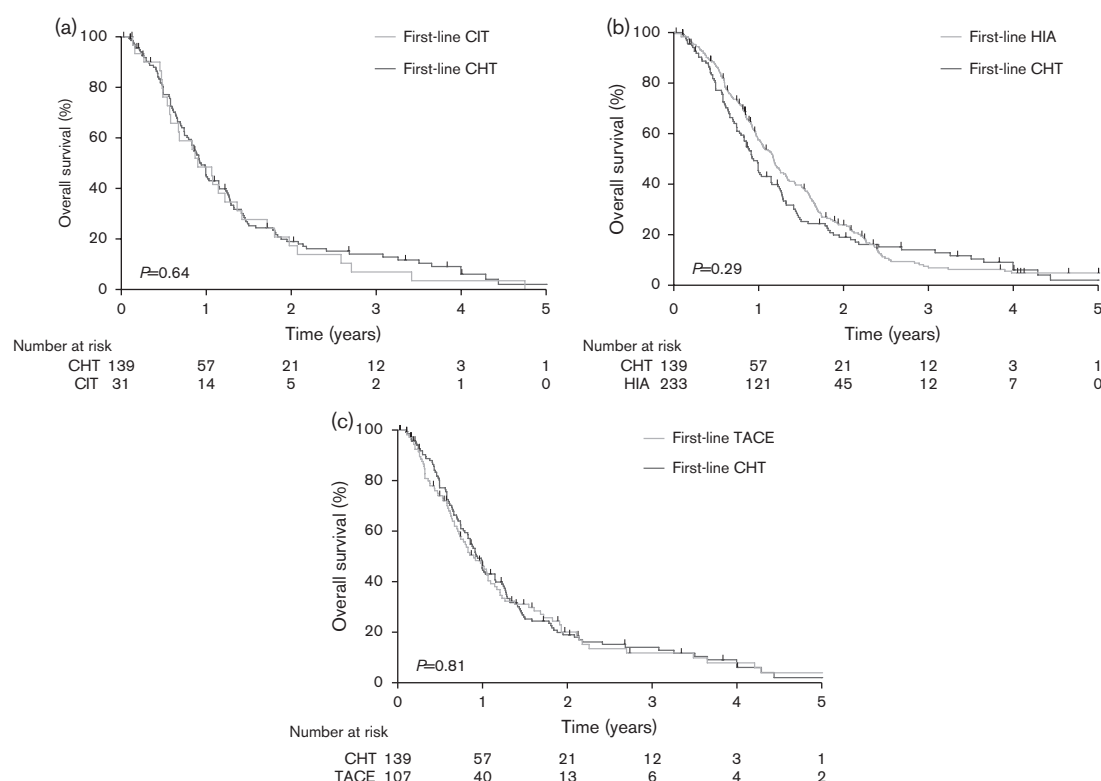 (a)
100
80
60
40
20
0
Overall survival (%)
First-line CIT
First-line CHT
P=0.64
0 1 2 3 4 5
Time (years)
Number at risk
CHT 139 57 21 12 3 1
CIT 31 14 5 2 1 0
(b)
100
80
60
40
20
0
Overall survival (%)
First-line HIA
First-line CHT
P=0.29
0 1 2 3 4 5
Time (years)
Number at risk
CHT 139 57 21 12 3 1
HIA 233 121 45 12 7 0
(c)
100
80
60
40
20
0
Overall survival (%)
First-line TACE
First-line CHT
P=0.81
0 1 2 3 4 5
Time (years)
Number at risk
CHT 139 57 21 12 3 1
TACE 107 40 13 6 4 2